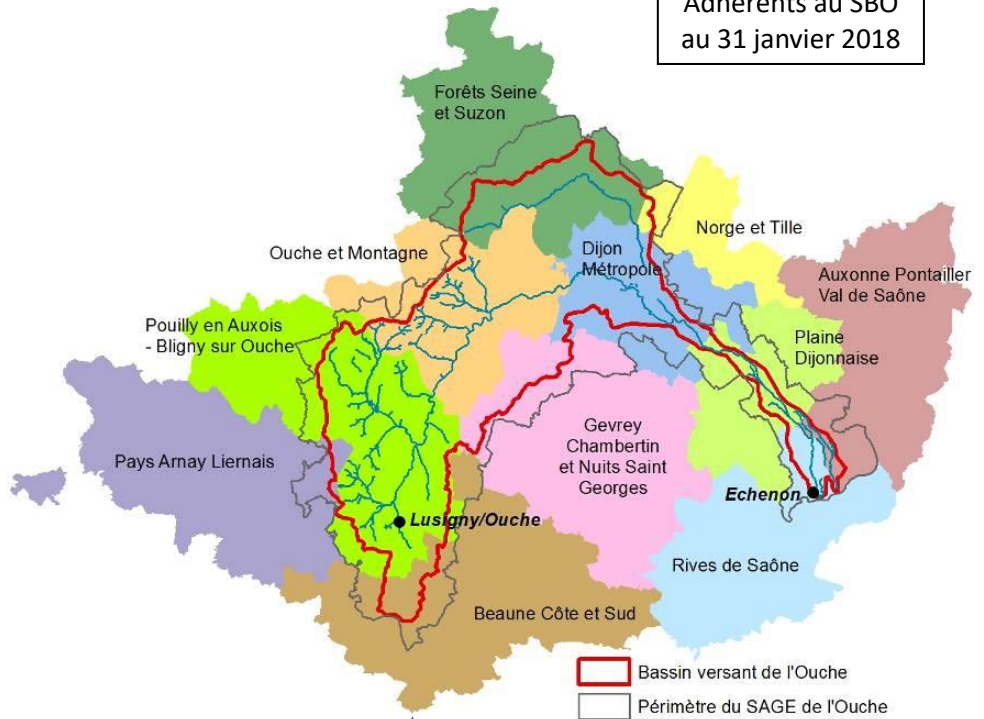 Adhérents au SBO
au 31 janvier 2018
Forêts Seine
et Suzon
Norge et Tille
Ouche et Montagne
Dijon
Métropole
Auxonne Pontailler
Val de Saône
Pouilly en Auxois
- Bligny sur Ouche
Plaine
Dijonnaise
Pays Arnay Liernais
Gevrey
Chambertin
et Nuits Saint
Georges
Echenon
Lusigny/Ouche
Rives de Saône
Beaune Côte et Sud
Bassin versant de l'Ouche
Périmètre du SAGE de l'Ouche